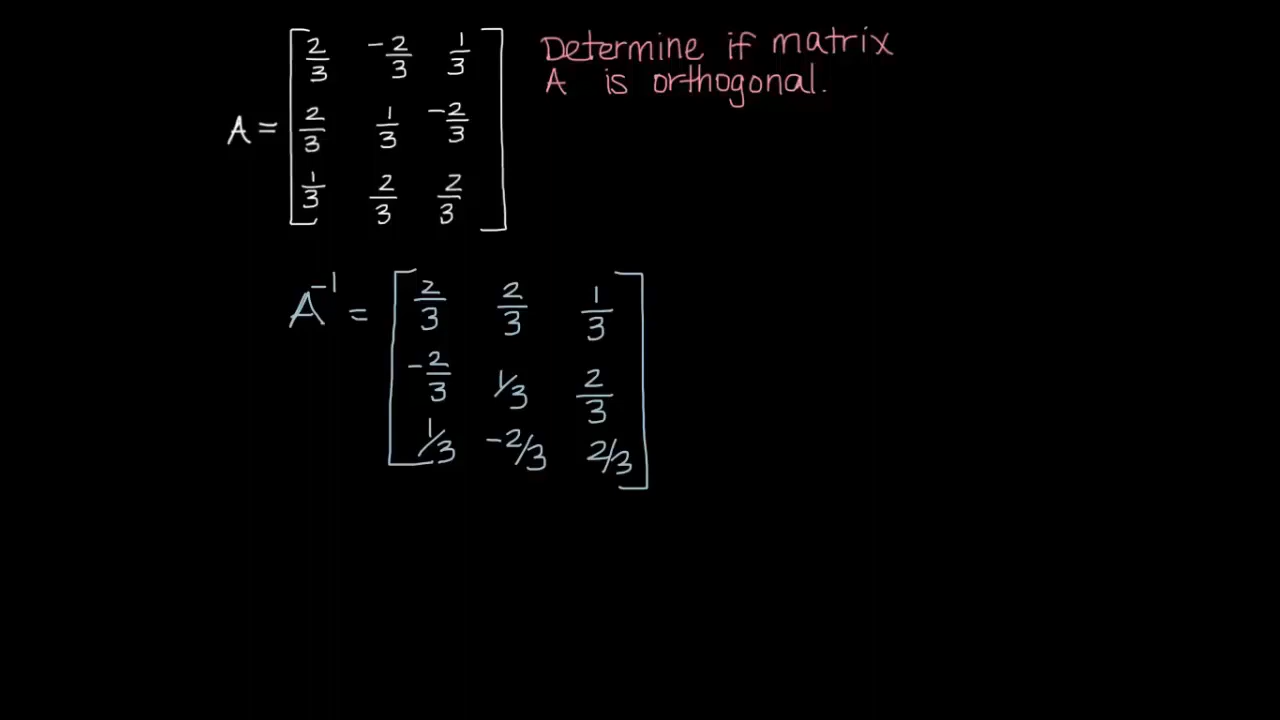 A = [ 2/3 -2/3 1/3 ]
[ 2/3 1/3 -2/3 ]
[ 1/3 2/3 2/3 ]
Determine if matrix
A is orthogonal.
A⁻¹ = [ 2/3 2/3 1/3 ]
[ -2/3 1/3 2/3 ]
[ 1/3 -2/3 2/3 ]